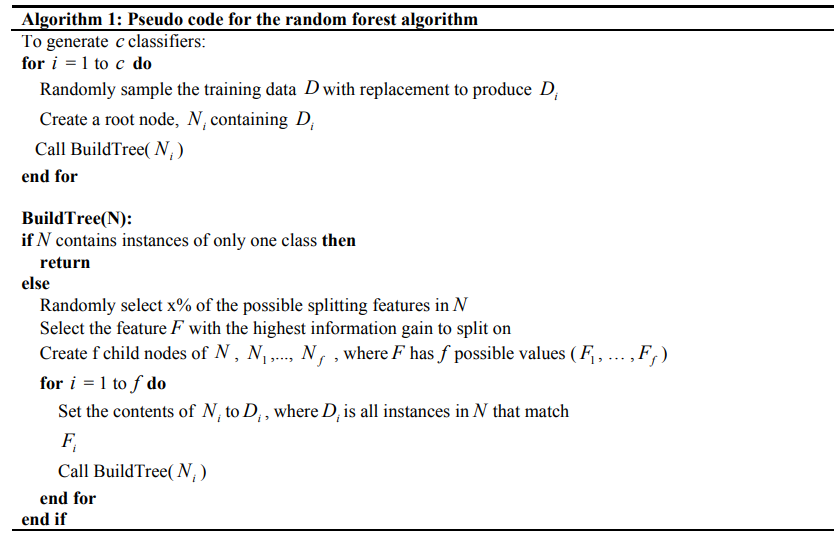 Algorithm 1: Pseudo code for the random forest algorithm
To generate c classifiers:
for i = 1 to c do
Randomly sample the training data D with replacement to produce D_i
Create a root node, N_i containing D_i
Call BuildTree( N_i )
end for
BuildTree(N):
if N contains instances of only one class then
return
else
Randomly select x% of the possible splitting features in N
Select the feature F with the highest information gain to split on
Create f child nodes of N , N_1 ,..., N_f , where F has f possible values ( F_1 , … , F_f )
for i = 1 to f do
Set the contents of N_i to D_i , where D_i is all instances in N that match
F_i
Call BuildTree( N_i )
end for
end if